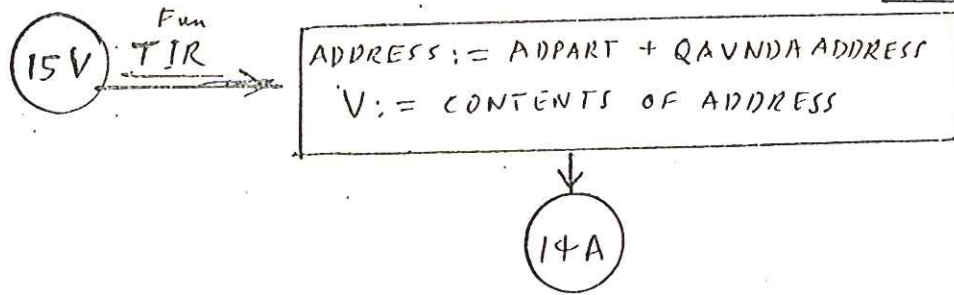 Fun
15V TIR
ADDRESS := ADPART + QAVNDA ADDRESS
V := CONTENTS OF ADDRESS
14A